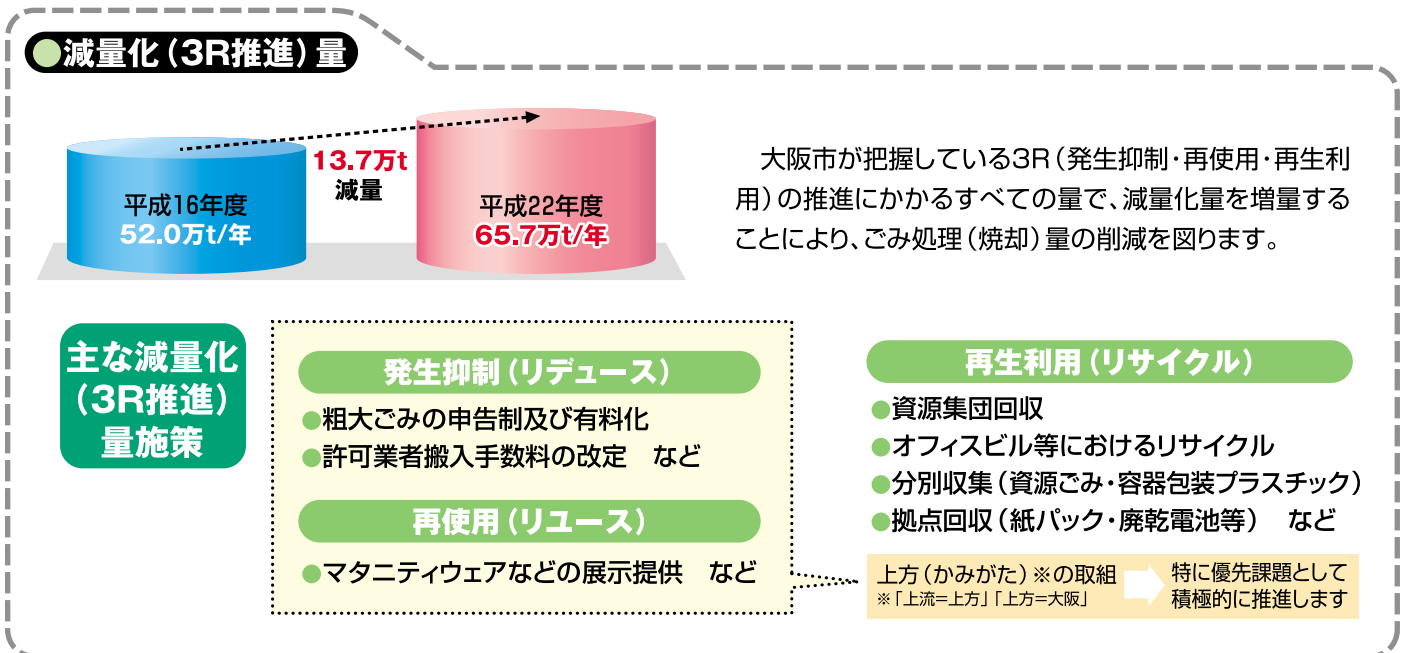 ●減量化(3R推進)量
13.7万t
減量
平成16年度
52.0万t/年
平成22年度
65.7万t/年
大阪市が把握している3R(発生抑制・再使用・再生利
用)の推進にかかるすべての量で、減量化量を増量する
ことにより、ごみ処理(焼却)量の削減を図ります。
主な減量化
(3R推進)
量施策
発生抑制(リデュース)
●粗大ごみの申告制及び有料化
●許可業者搬入手数料の改定 など
再使用(リユース)
●マタニティウェアなどの展示提供 など
再生利用(リサイクル)
●資源集団回収
●オフィスビル等におけるリサイクル
●分別収集(資源ごみ・容器包装プラスチック)
●拠点回収(紙パック・廃乾電池等) など
上方(かみがた)※の取組
※「上流=上方」「上方=大阪」
特に優先課題として
積極的に推進します